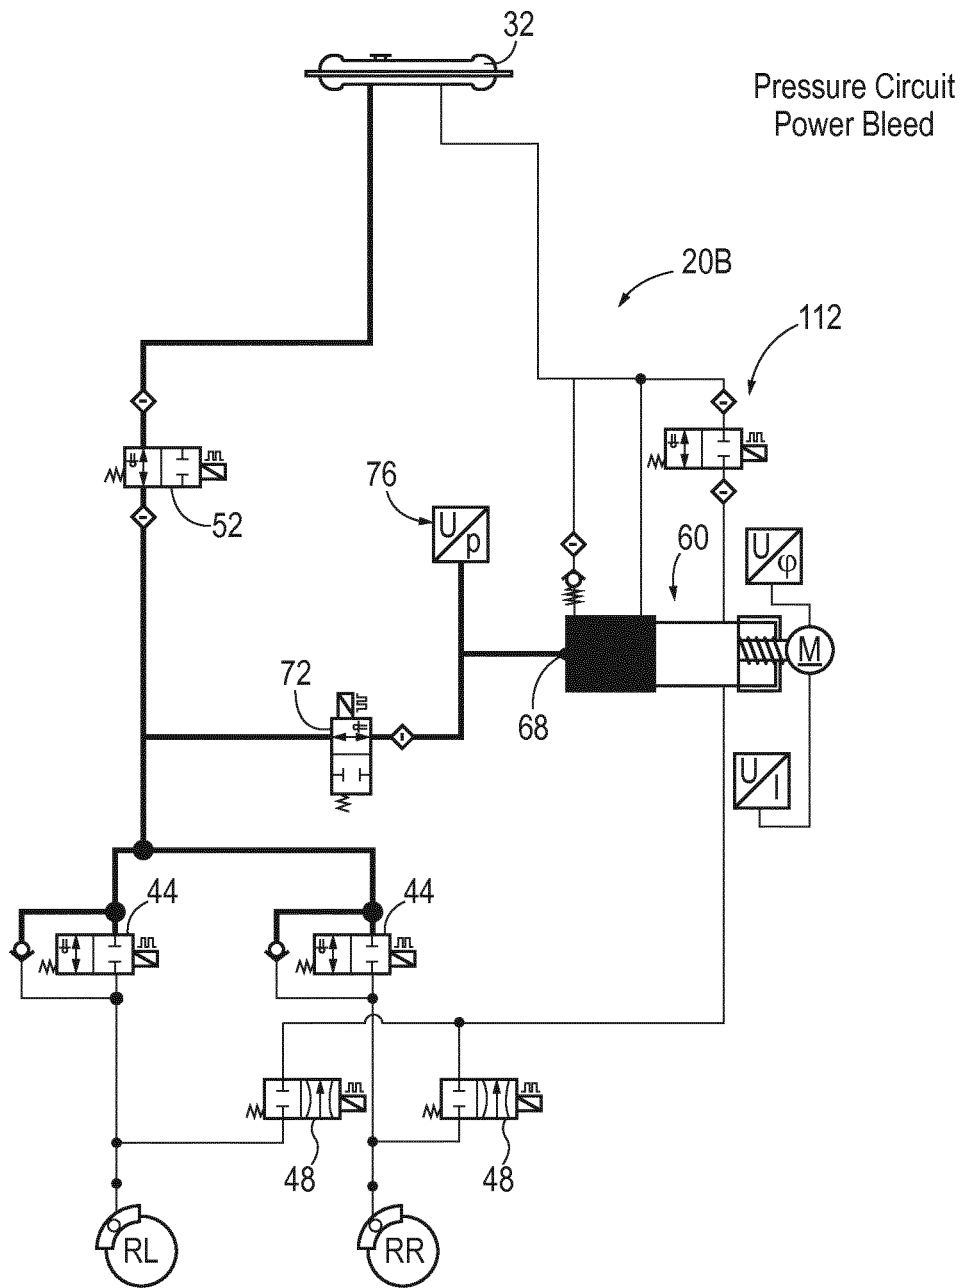 32
Pressure Circuit
Power Bleed
20B
112
76
U
p
52
60
U
φ
M
72
68
U
I
44
44
48
48
RL
RR